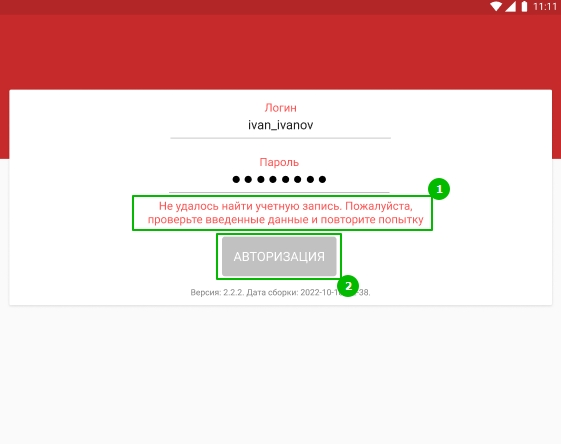 11:11
Логин
ivan_ivanov
Пароль
1
Не удалось найти учетную запись. Пожалуйста,
проверьте введенные данные и повторите попытку
АВТОРИЗАЦИЯ
2
Версия: 2.2.2. Дата сборки: 2022-10-1 -38.